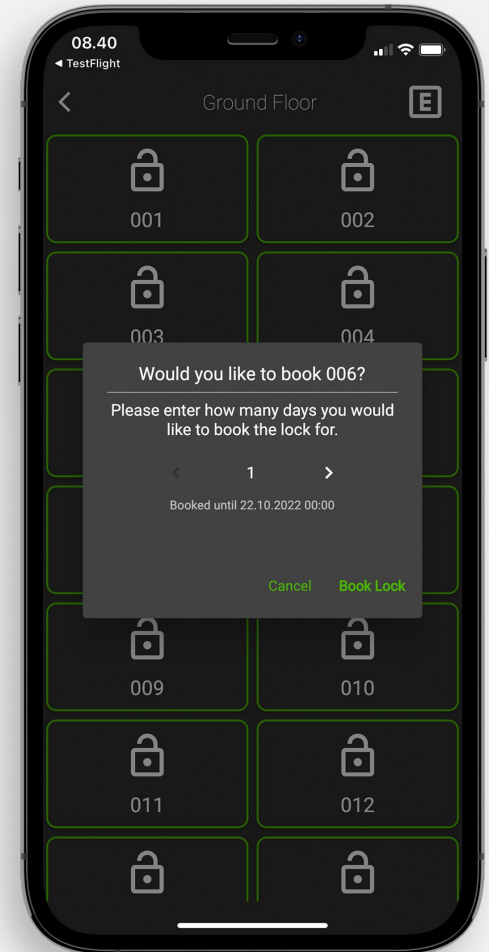 08.40
◀ TestFlight
Ground Floor
E
001
002
003
004
Would you like to book 006?
Please enter how many days you would
like to book the lock for.
1
Booked until 22.10.2022 00:00
Cancel
Book Lock
009
010
011
012